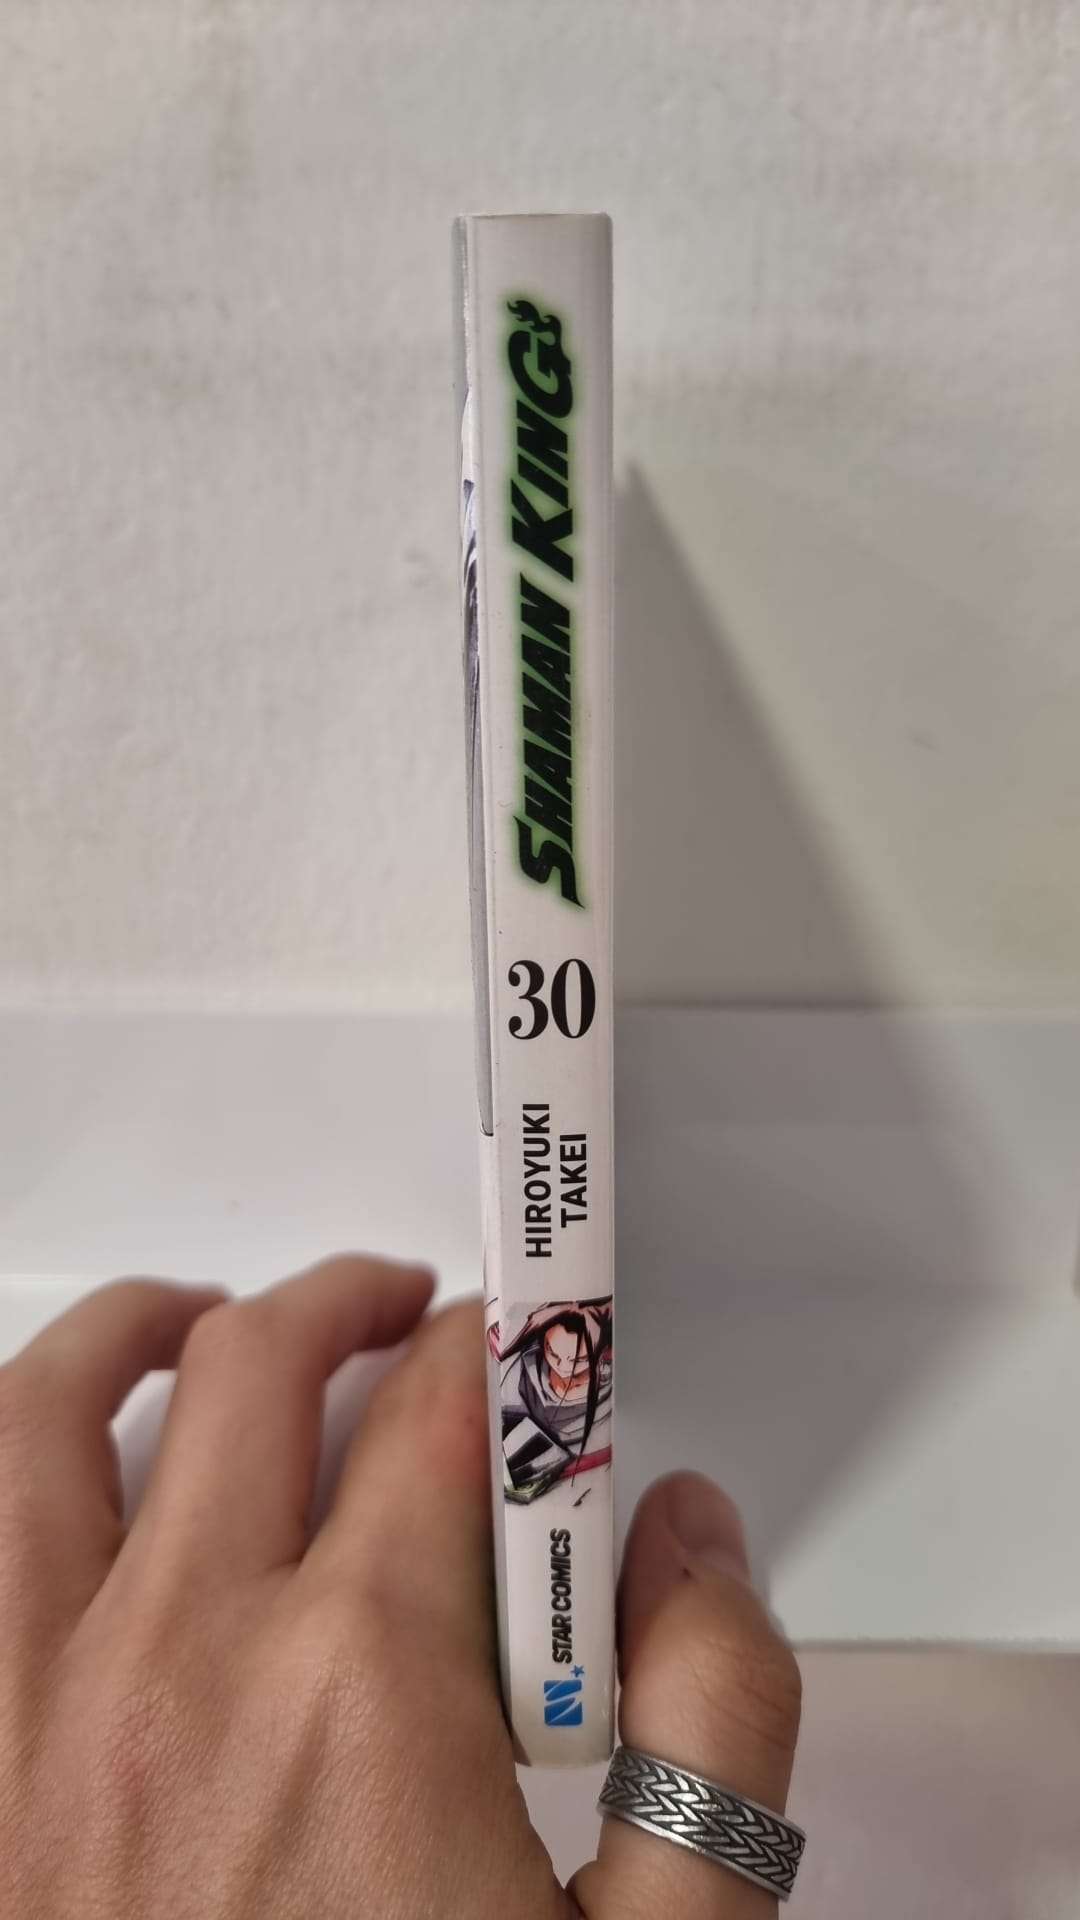 SHAMAN KING
30
HIROYUKI
TAKEI
STAR COMICS